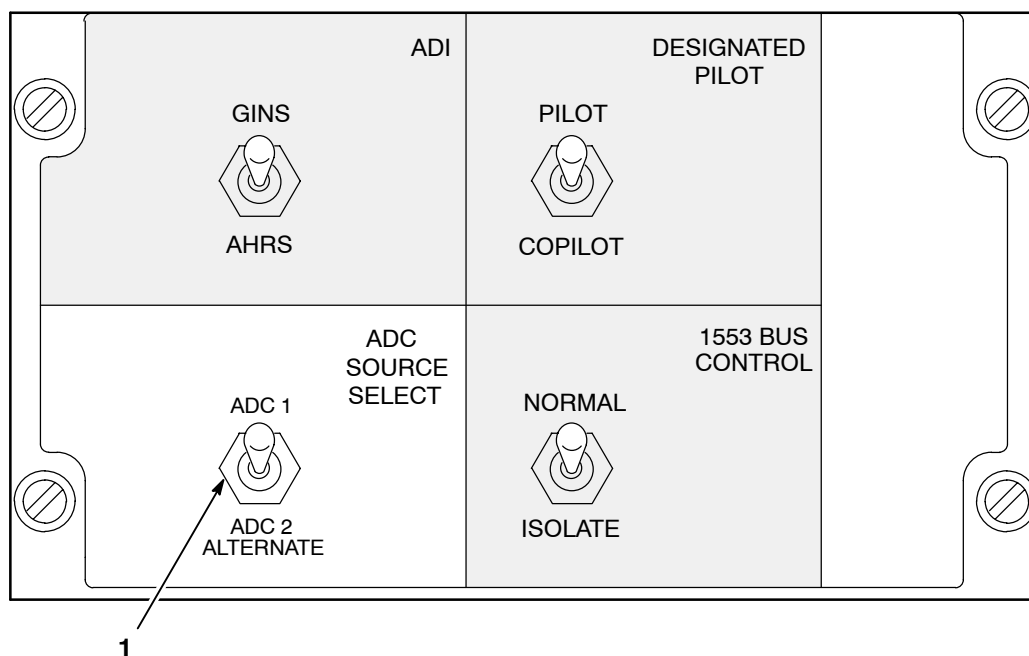 ADI
GINS
AHRS
DESIGNATED
PILOT
PILOT
COPILOT
ADC
SOURCE
SELECT
ADC 1
ADC 2
ALTERNATE
1553 BUS
CONTROL
NORMAL
ISOLATE
1